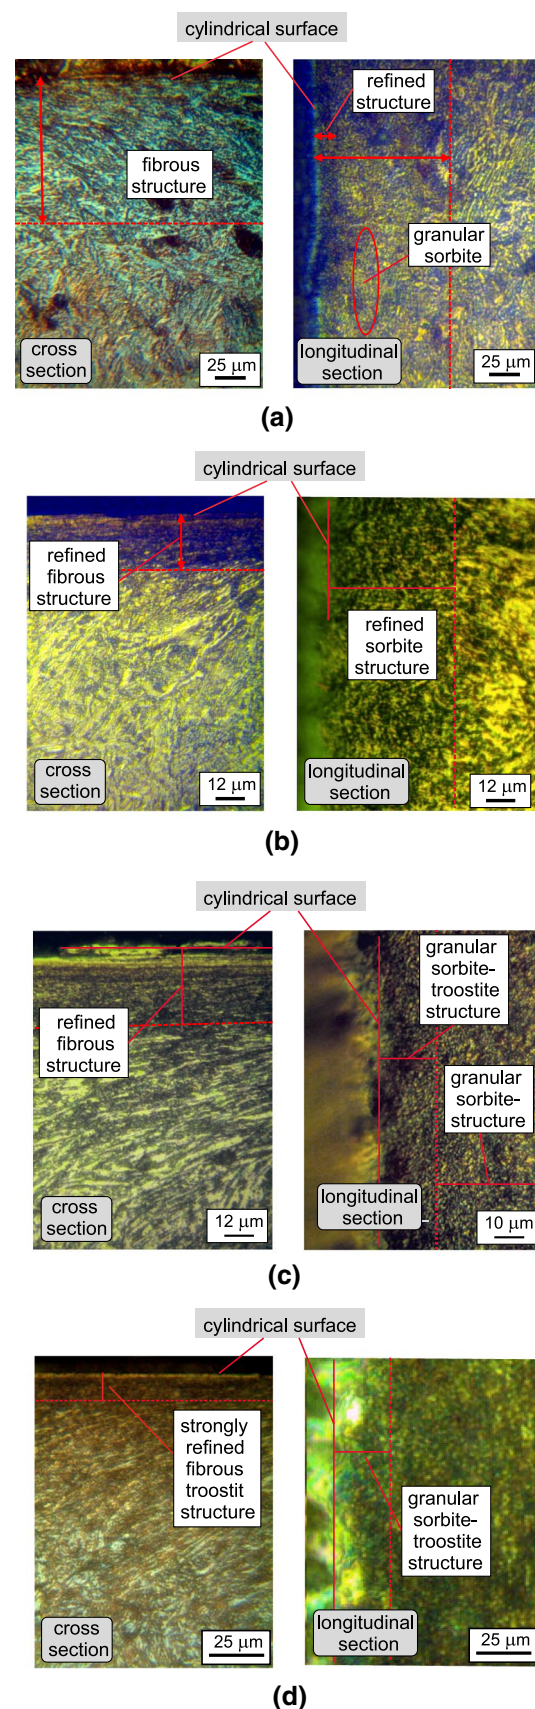 (a)
cylindrical surface
refined
structure
fibrous
structure
granular
sorbite
cross
section
25 μm
longitudinal
section
25 μm
(a)
cylindrical surface
refined
fibrous
structure
refined
sorbite
structure
cross
section
12 μm
longitudinal
section
12 μm
(b)
cylindrical surface
granular
sorbite-
troostite
structure
refined
fibrous
structure
granular
sorbite-
structure
cross
section
12 μm
longitudinal
section
10 μm
(c)
cylindrical surface
strongly
refined
fibrous
troostit
structure
granular
sorbite-
troostite
structure
cross
section
25 μm
longitudinal
section
25 μm
(d)